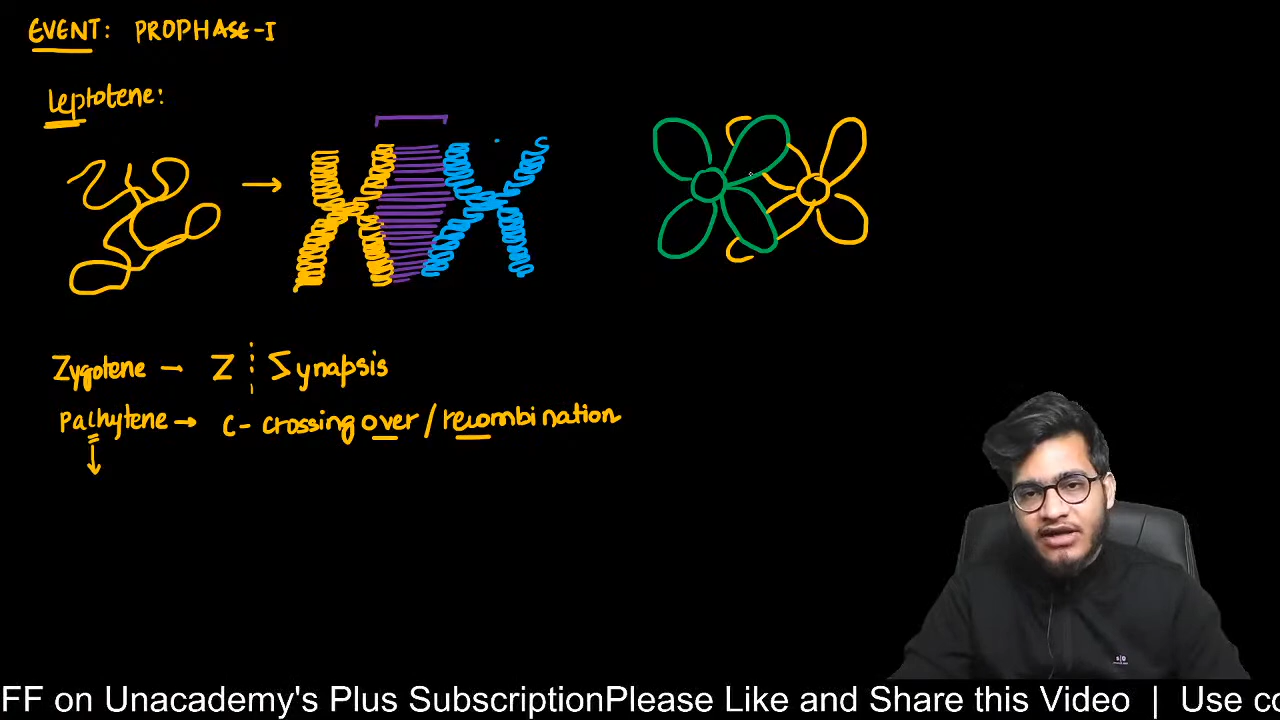 EVENT: PROPHASE-I
Leptotene:
Zygotene → Z Synapsis
Pachytene → C- crossing over / recombination
FF on Unacademy's Plus SubscriptionPlease Like and Share this Video | Use co